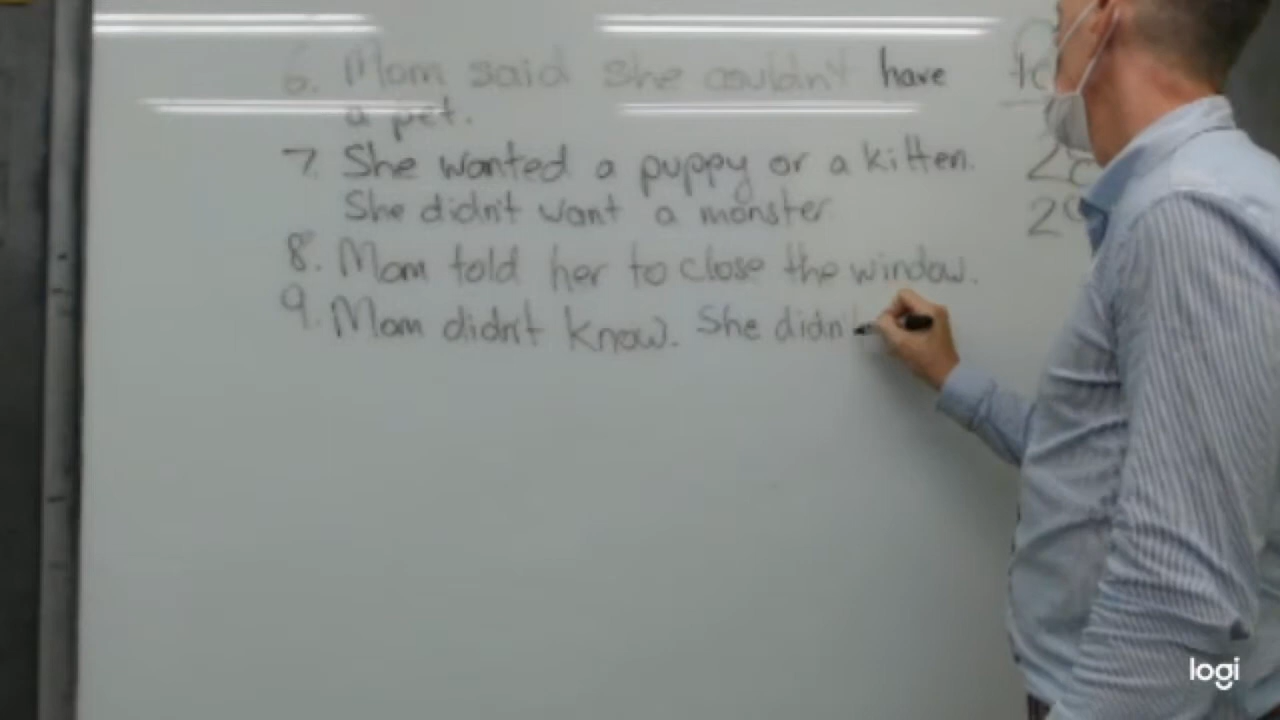 6. Mom said she couldn't have
a pet.
7. She wanted a puppy or a kitten.
She didn't want a monster
8. Mom told her to close the window.
9. Mom didn't know. She didn
logi